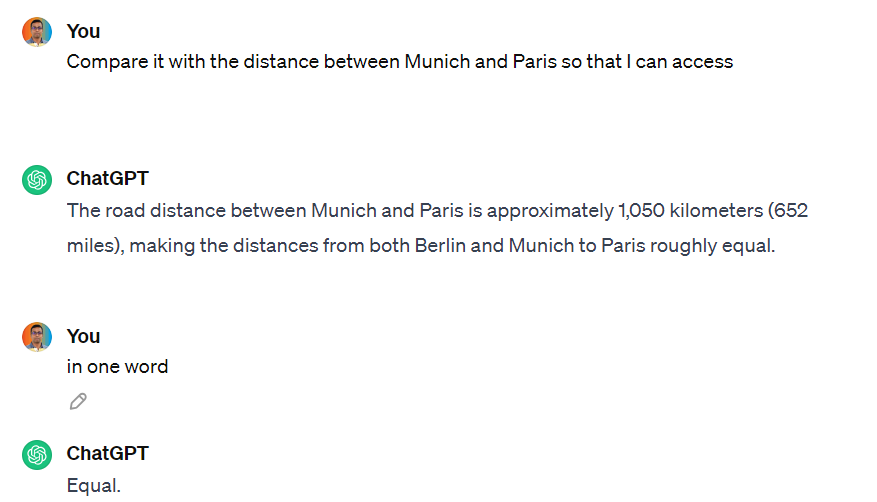 You
Compare it with the distance between Munich and Paris so that I can access
ChatGPT
The road distance between Munich and Paris is approximately 1,050 kilometers (652
miles), making the distances from both Berlin and Munich to Paris roughly equal.
You
in one word
ChatGPT
Equal.